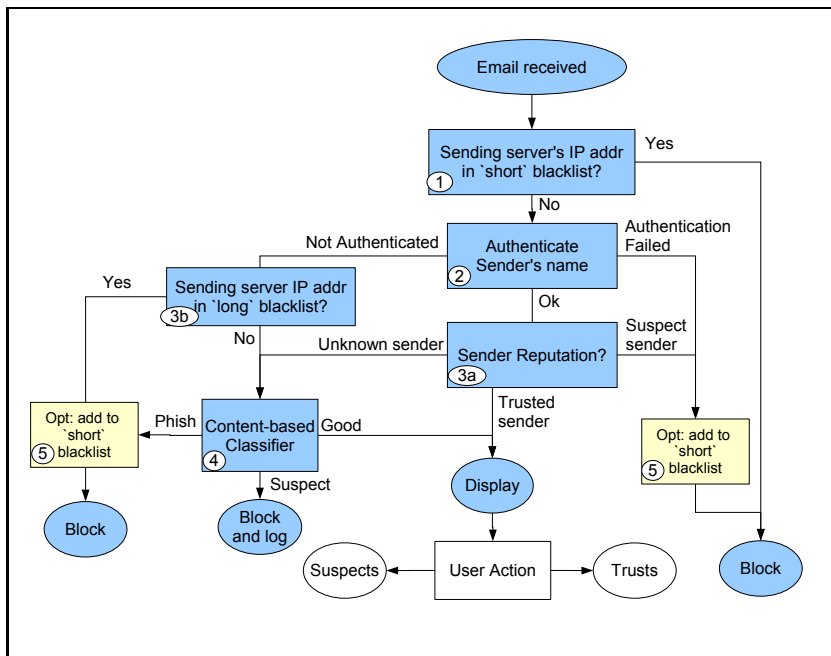 Email received
Sending server's IP addr
in `short` blacklist?
1
Yes
No
Not Authenticated
Authenticate
Sender's name
2
Authentication
Failed
Yes
Sending server IP addr
in `long` blacklist?
3b
Ok
No
Unknown sender
Sender Reputation?
3a
Suspect
sender
Trusted
sender
Opt: add to
`short`
blacklist
5
Phish
Content-based
Classifier
4
Good
Opt: add to
`short`
blacklist
5
Suspect
Display
Block
Block
and log
Suspects
User Action
Trusts
Block